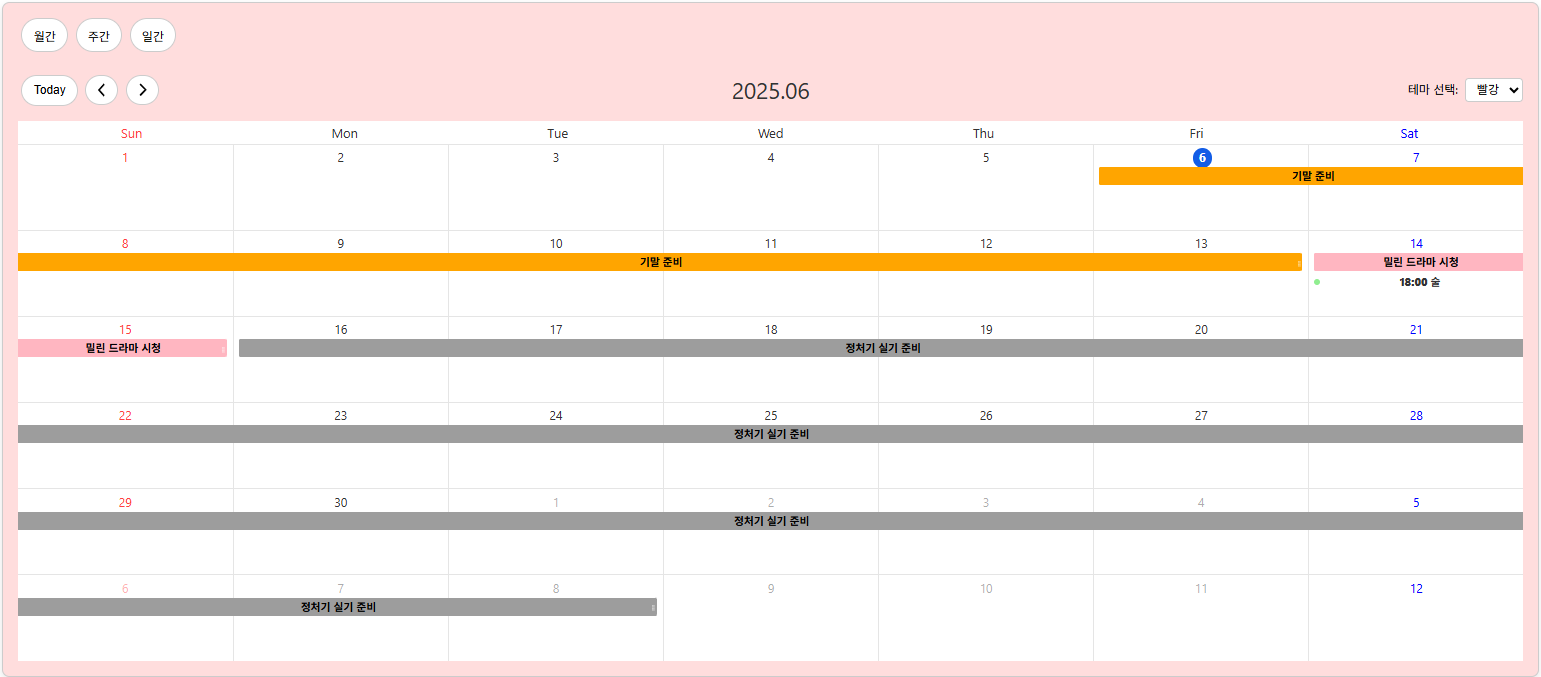 월간 주간 일간
Today 2025.06 테마 선택: 빨강
Sun Mon Tue Wed Thu Fri Sat
1 2 3 4 5 6 7
기말 준비
8 9 10 11 12 13 14
기말 준비 밀린 드라마 시청
18:00 술
15 16 17 18 19 20 21
밀린 드라마 시청 정처기 실기 준비
22 23 24 25 26 27 28
정처기 실기 준비
29 30 1 2 3 4 5
정처기 실기 준비
6 7 8 9 10 11 12
정처기 실기 준비